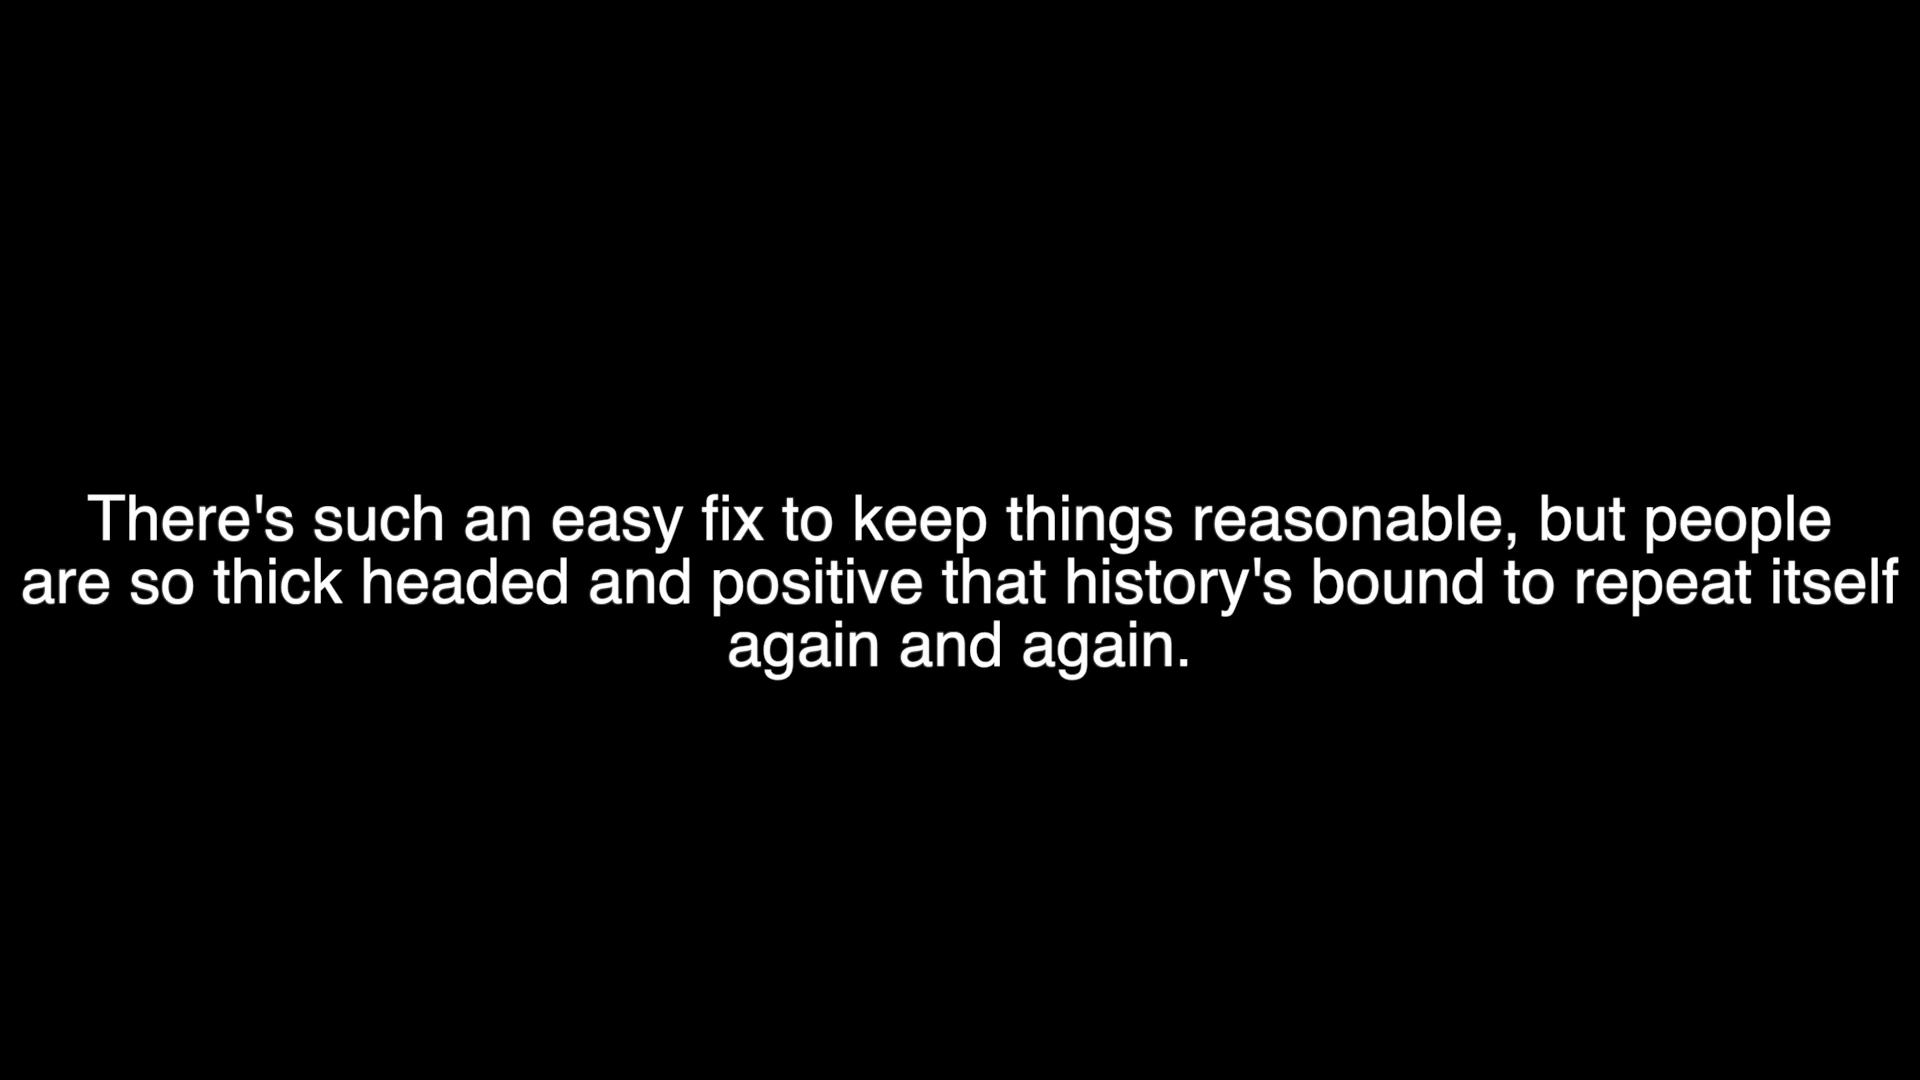 There's such an easy fix to keep things reasonable, but people
are so thick headed and positive that history's bound to repeat itself
again and again.